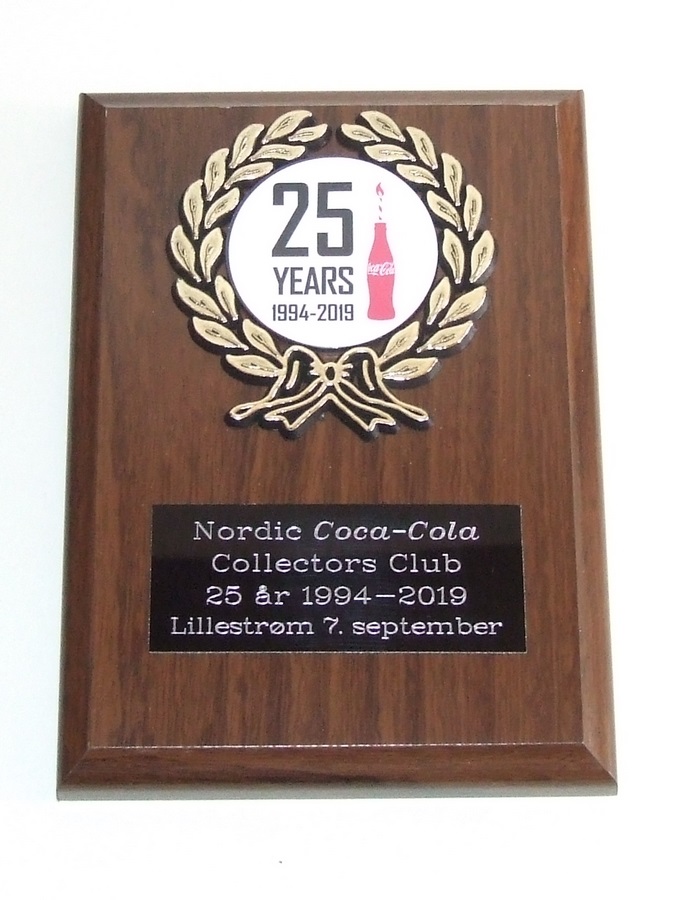 25
YEARS
1994-2019
Coca-Cola
Nordic Coca-Cola
Collectors Club
25 år 1994–2019
Lillestrøm 7. september